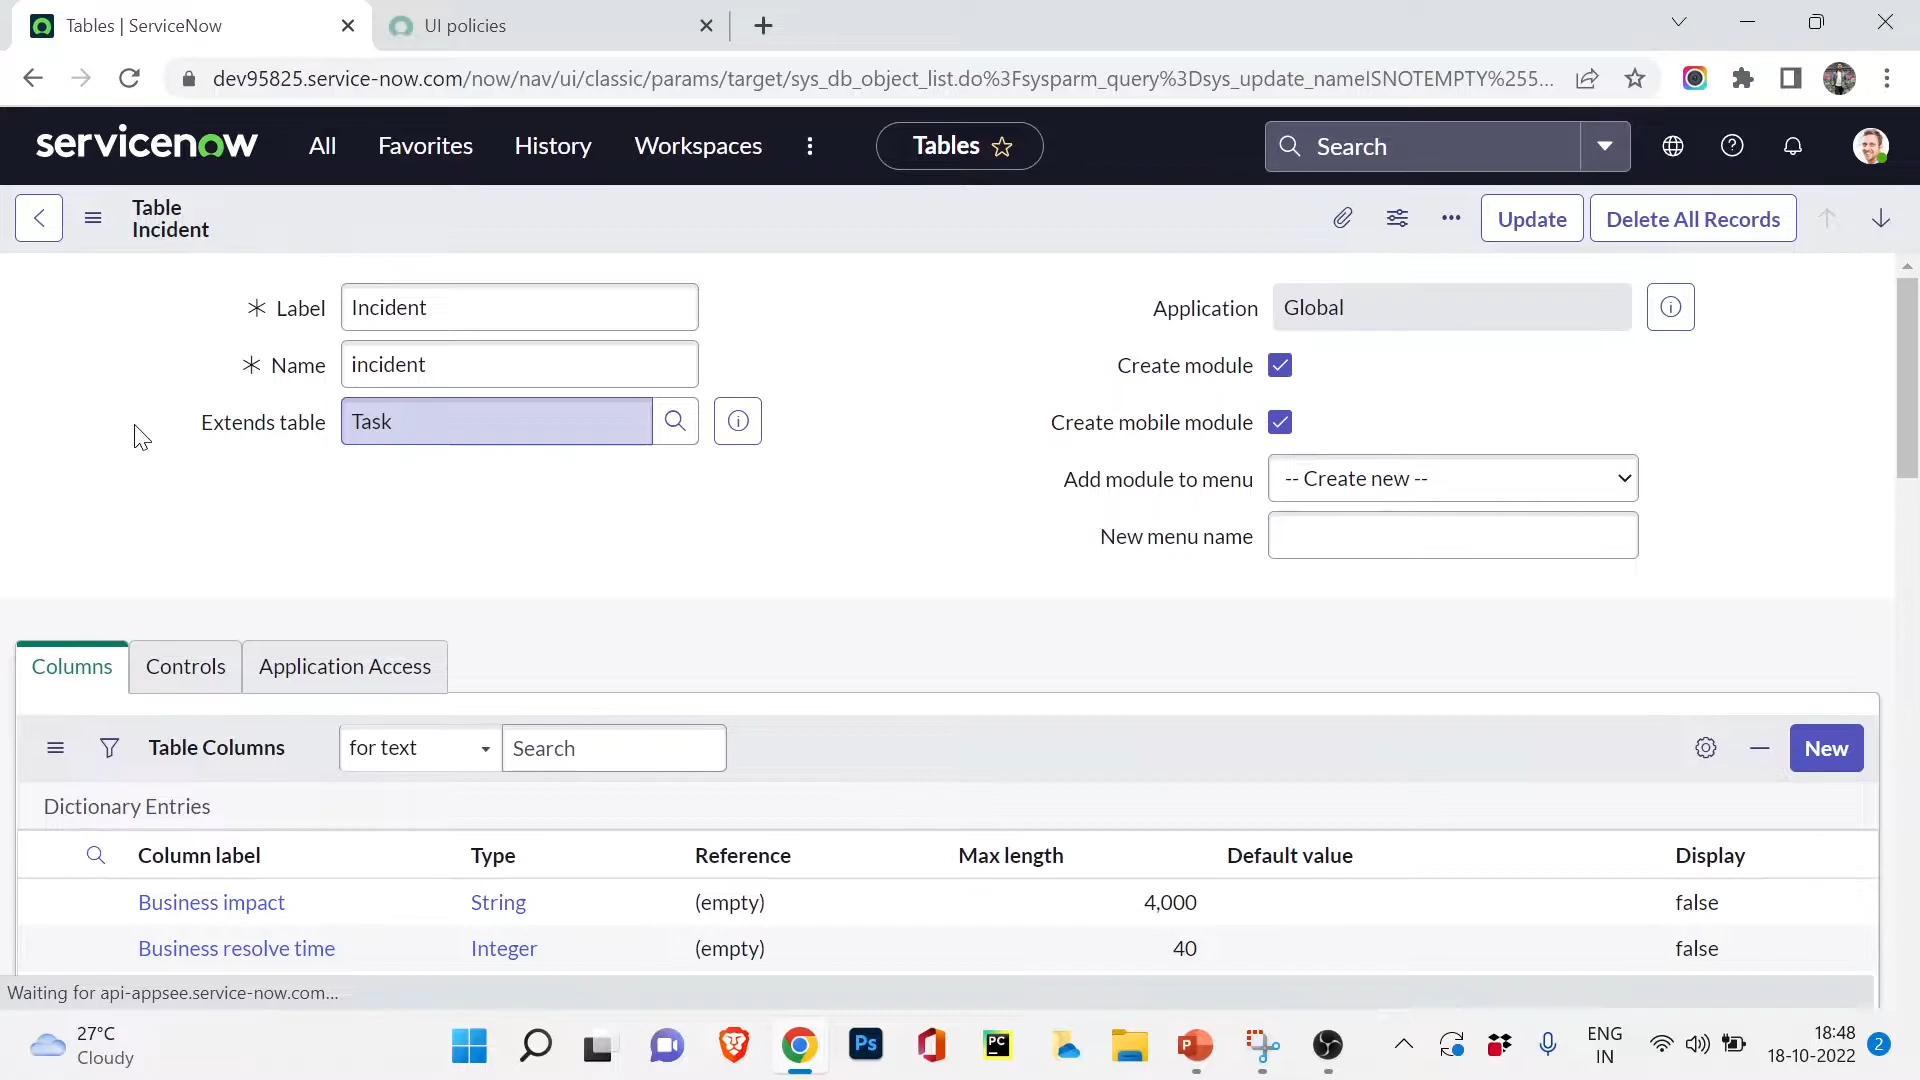 Tables | ServiceNow
UI policies
dev95825.service-now.com/now/nav/ui/classic/params/target/sys_db_object_list.do%3Fsysparm_query%3Dsys_update_nameISNOTEMPTY%255...
servicenow All Favorites History Workspaces Tables Search
Table
Incident
Update Delete All Records
Label Incident Application Global
Name incident Create module
Extends table Task Create mobile module
Add module to menu -- Create new --
New menu name
Columns Controls Application Access
Table Columns for text Search New
Dictionary Entries
Column label Type Reference Max length Default value Display
Business impact String (empty) 4,000 false
Business resolve time Integer (empty) 40 false
Waiting for api-appsee.service-now.com...
27°C
Cloudy
Ps
PC
P
ENG
IN
18:48
18-10-2022
2